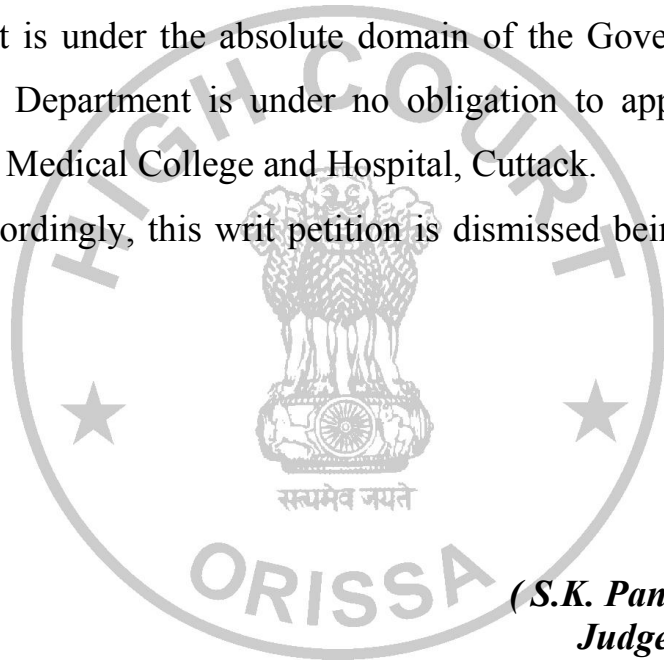 t is under the absolute domain of the Gove
Department is under no obligation to app
Medical College and Hospital, Cuttack.
ordingly, this writ petition is dismissed bein
HIGH COURT
सत्यमेव जयते
ORISSA
( S.K. Pan
Judge